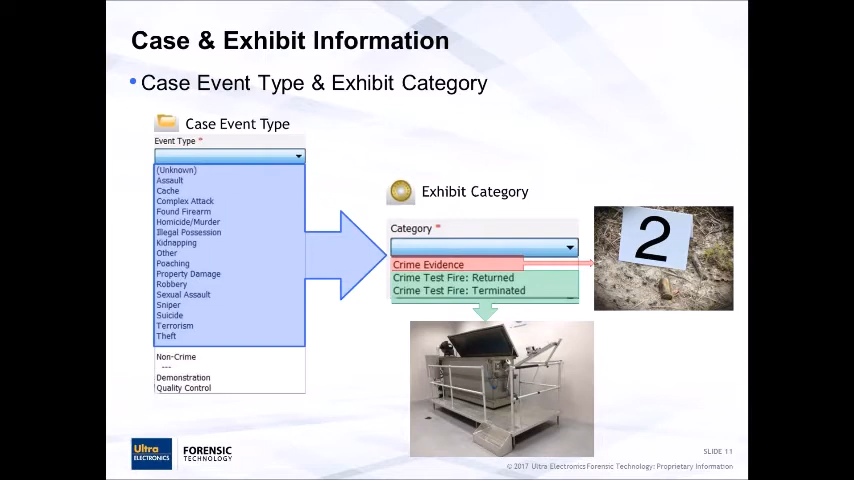 Case & Exhibit Information
• Case Event Type & Exhibit Category
Case Event Type
Event Type *
(Unknown)
Assault
Cache
Complex Attack
Found Firearm
Homicide/Murder
Illegal Possession
Kidnapping
Other
Poaching
Property Damage
Robbery
Sexual Assault
Sniper
Suicide
Terrorism
Theft
Non-Crime
---
Demonstration
Quality Control
Exhibit Category
Category *
Crime Evidence
Crime Test Fire: Returned
Crime Test Fire: Terminated
2
Ultra
ELECTRONICS
FORENSIC
TECHNOLOGY
SLIDE 11
© 2017 Ultra Electronics Forensic Technology: Proprietary Information